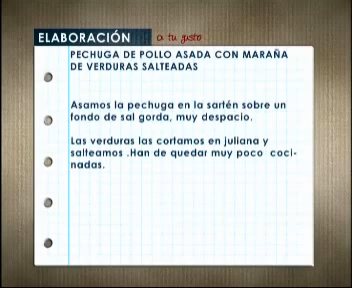 ELABORACIÓN a tu gusto
PECHUGA DE POLLO ASADA CON MARAÑA
DE VERDURAS SALTEADAS
Asamos la pechuga en la sartén sobre un
fondo de sal gorda, muy despacio.
Las verduras las cortamos en juliana y
salteamos .Han de quedar muy poco coci-
nadas.